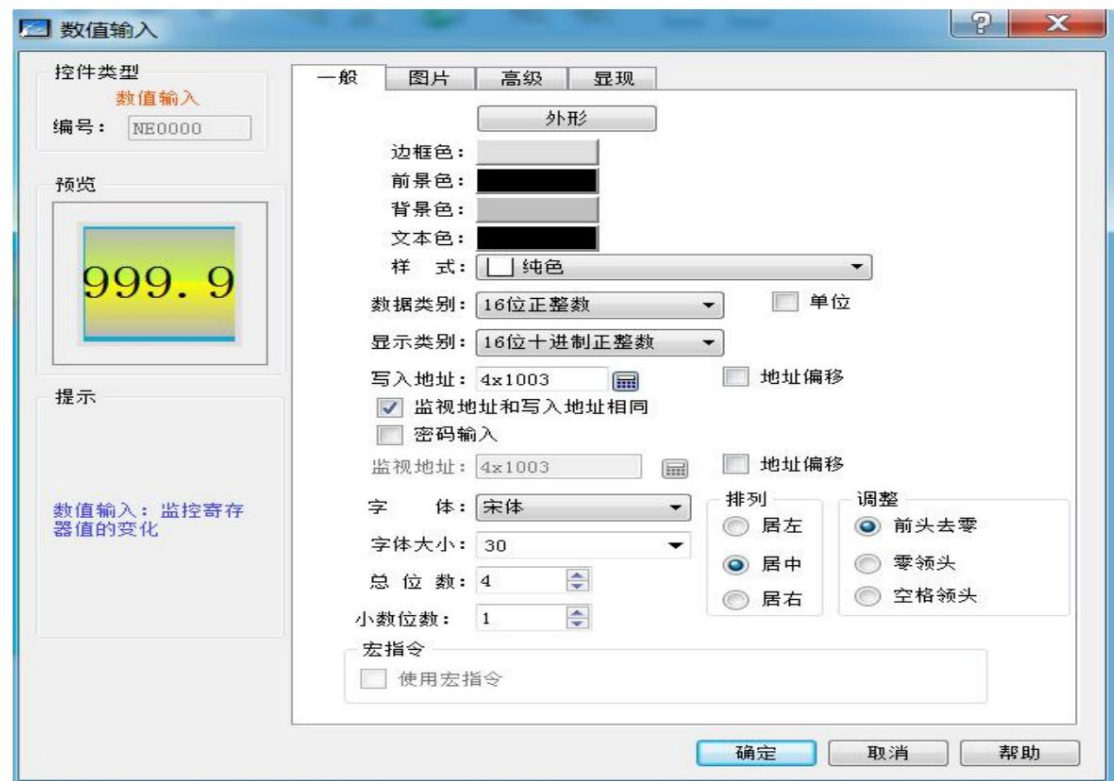 数值输入
控件类型
数值输入
编号: NE0000
预览
999.9
提示
数值输入: 监控寄存
器值的变化
一般 图片 高级 显现
外形
边框色:
前景色:
背景色:
文本色:
样 式: 纯色
数据类别: 16位正整数 单位
显示类别: 16位十进制正整数
写入地址: 4x1003 地址偏移
监视地址和写入地址相同
密码输入
监视地址: 4x1003 地址偏移
字 体: 宋体
字体大小: 30
总 位 数: 4
小数位数: 1
排列
居左
居中
居右
调整
前头去零
零领头
空格领头
宏指令
使用宏指令
确定 取消 帮助